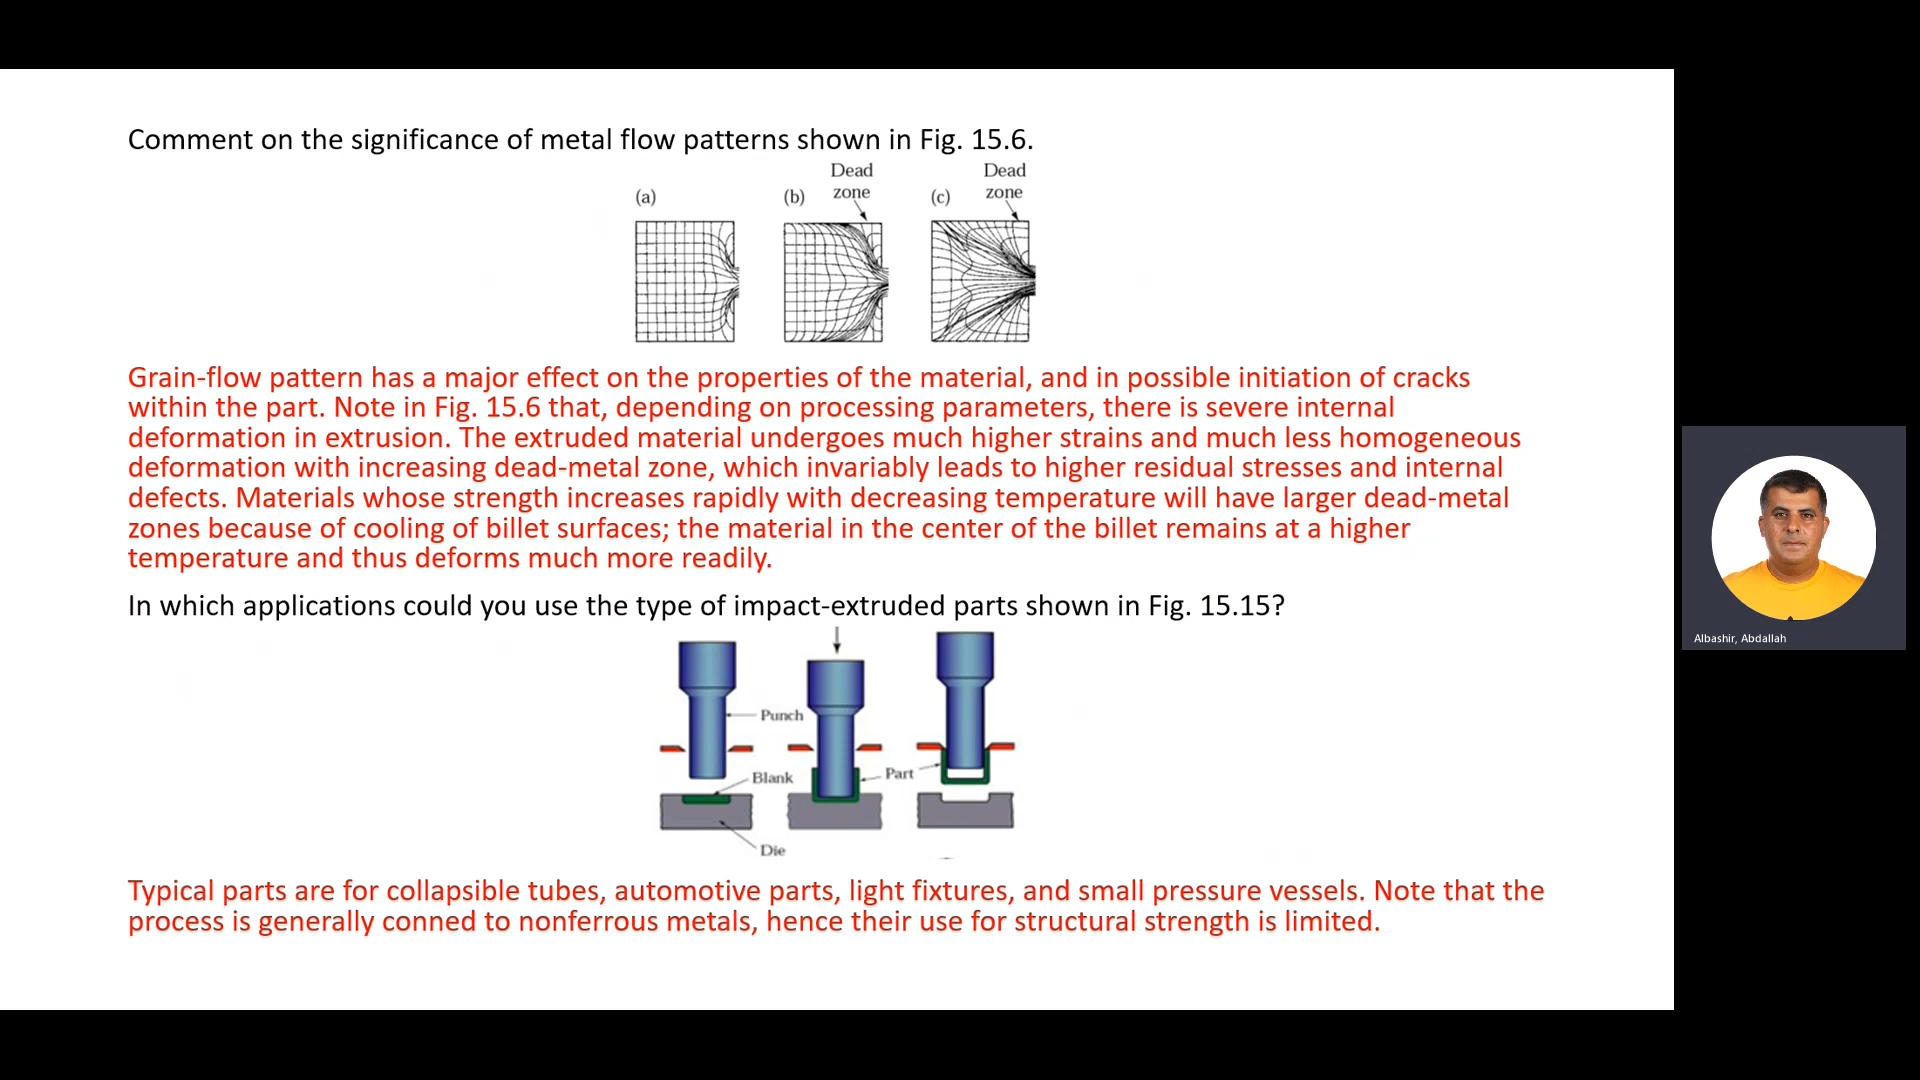 Comment on the significance of metal flow patterns shown in Fig. 15.6.
Dead Dead
(a) (b) zone (c) zone
Grain-flow pattern has a major effect on the properties of the material, and in possible initiation of cracks
within the part. Note in Fig. 15.6 that, depending on processing parameters, there is severe internal
deformation in extrusion. The extruded material undergoes much higher strains and much less homogeneous
deformation with increasing dead-metal zone, which invariably leads to higher residual stresses and internal
defects. Materials whose strength increases rapidly with decreasing temperature will have larger dead-metal
zones because of cooling of billet surfaces; the material in the center of the billet remains at a higher
temperature and thus deforms much more readily.
In which applications could you use the type of impact-extruded parts shown in Fig. 15.15?
Punch
Blank
Part
Die
Typical parts are for collapsible tubes, automotive parts, light fixtures, and small pressure vessels. Note that the
process is generally conned to nonferrous metals, hence their use for structural strength is limited.
Albashir, Abdallah